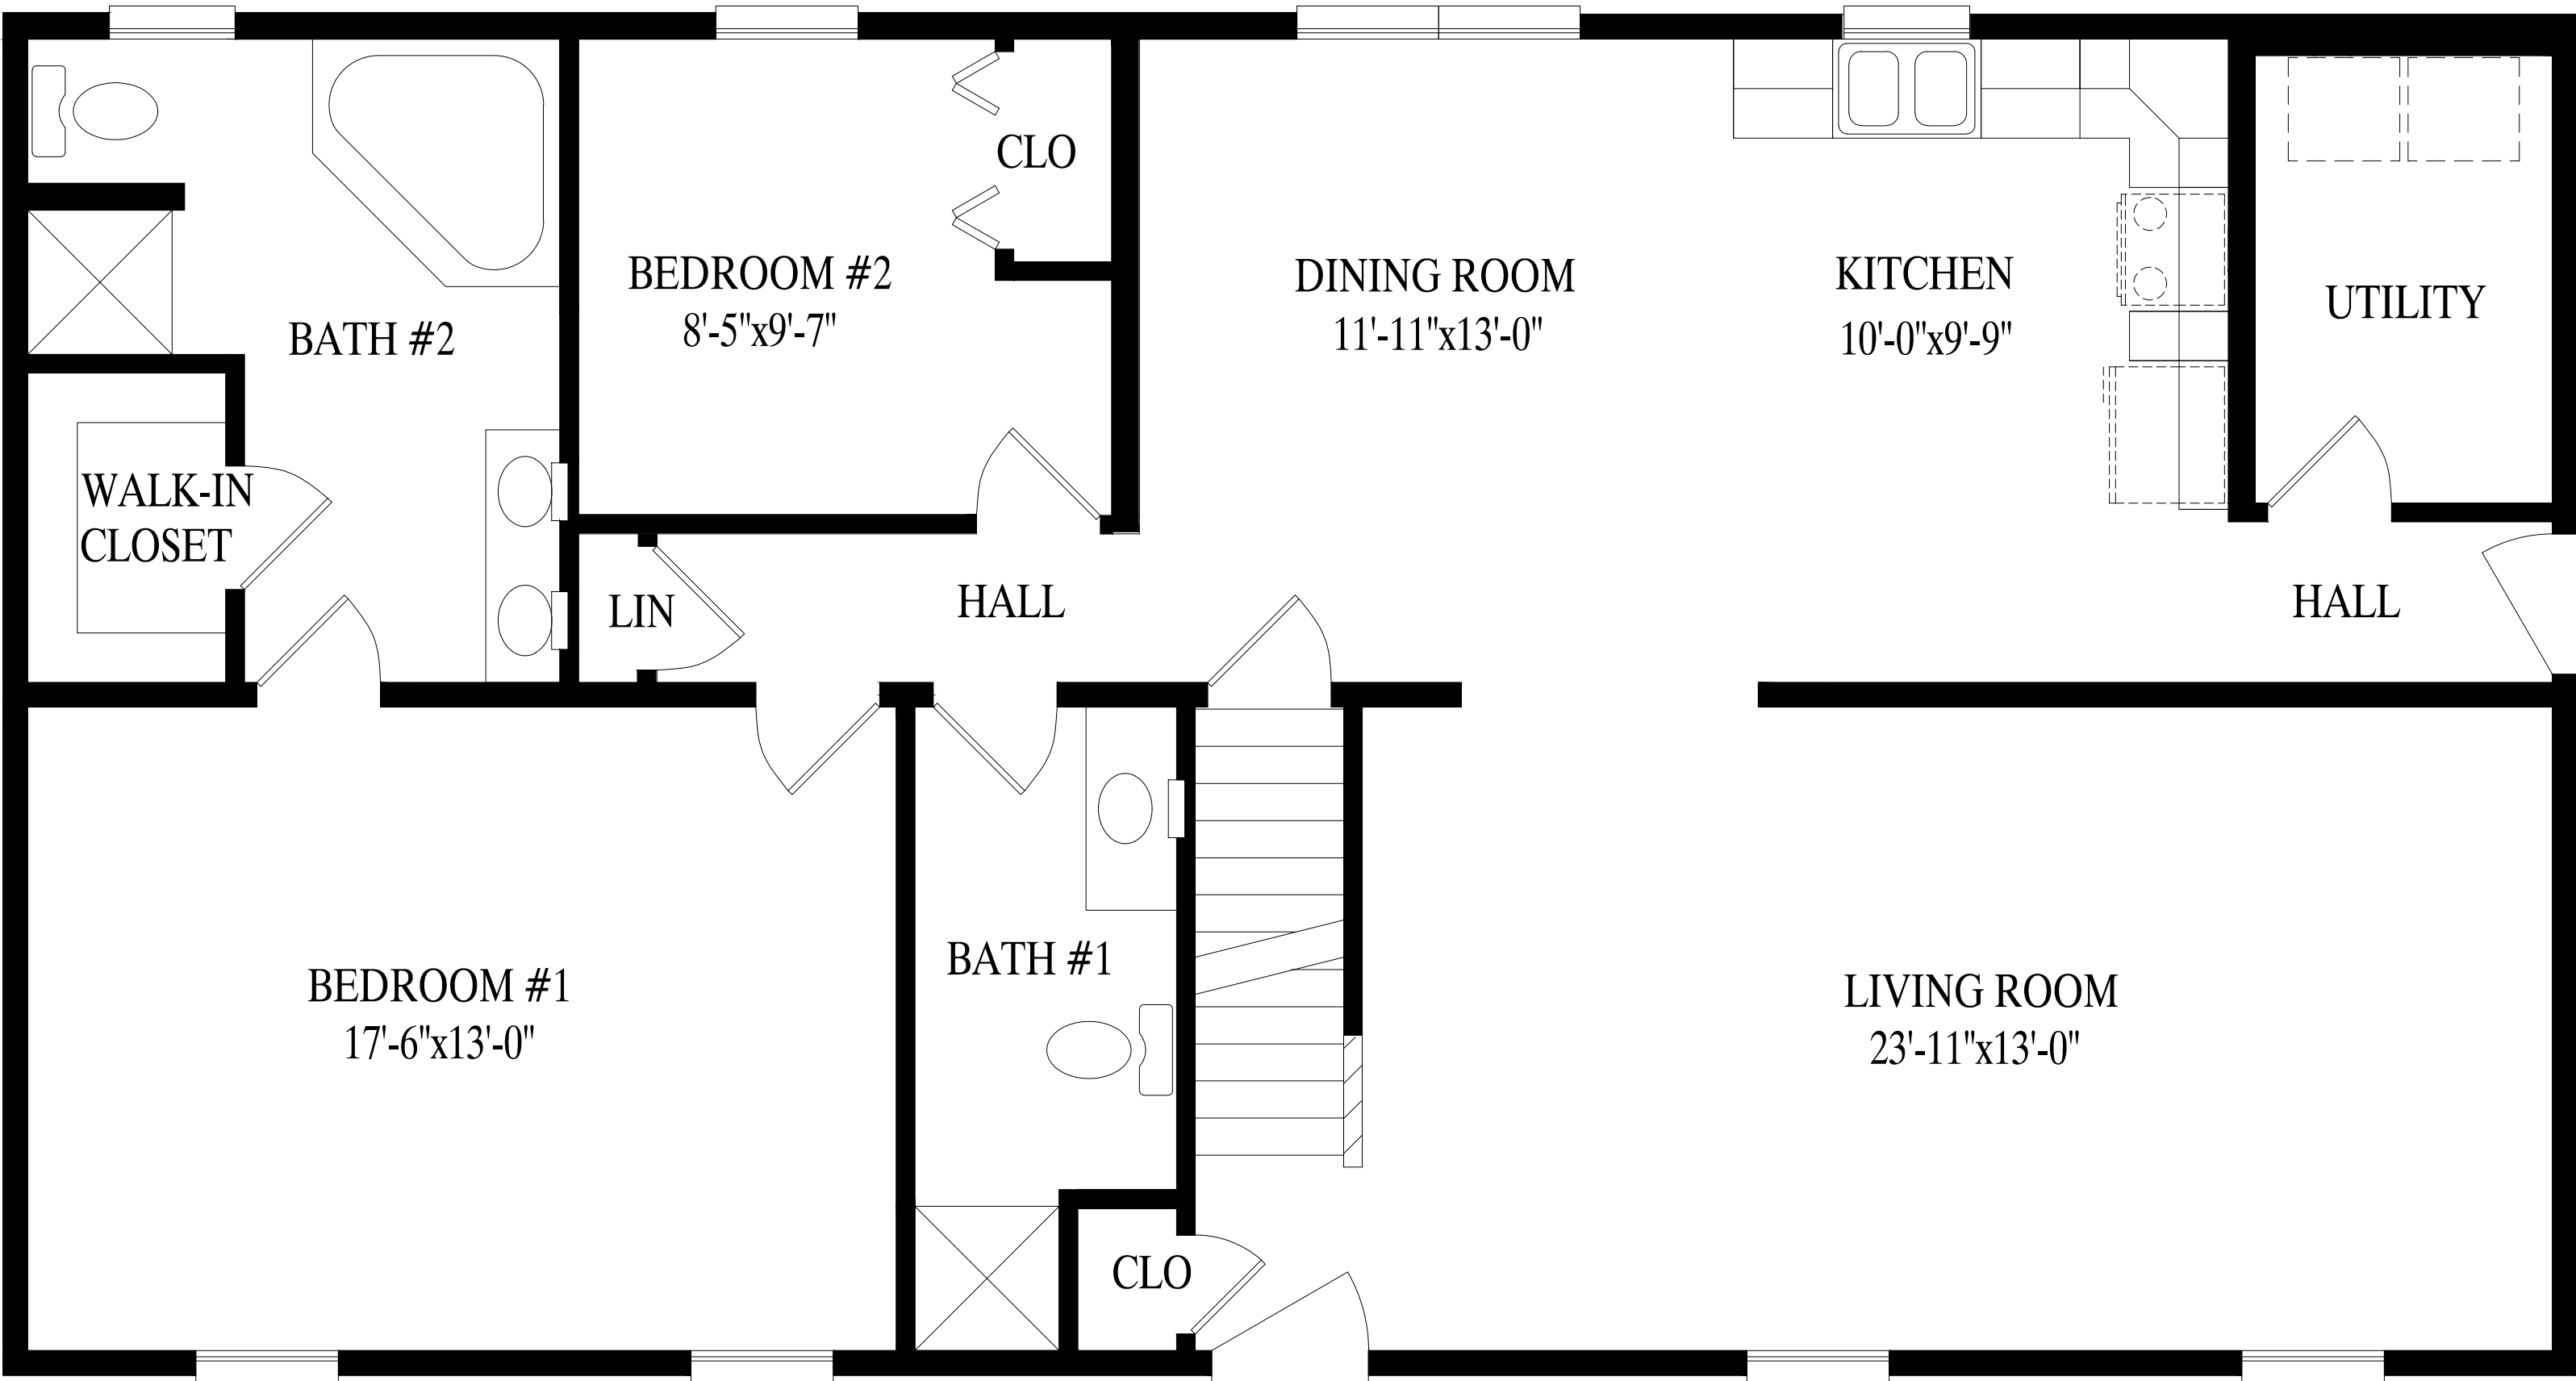 CLO
BEDROOM #2
8'-5"x9'-7"
DINING ROOM
11'-11"x13'-0"
KITCHEN
10'-0"x9'-9"
UTILITY
BATH #2
WALK-IN
CLOSET
LIN
HALL
HALL
BATH #1
BEDROOM #1
17'-6"x13'-0"
LIVING ROOM
23'-11"x13'-0"
CLO